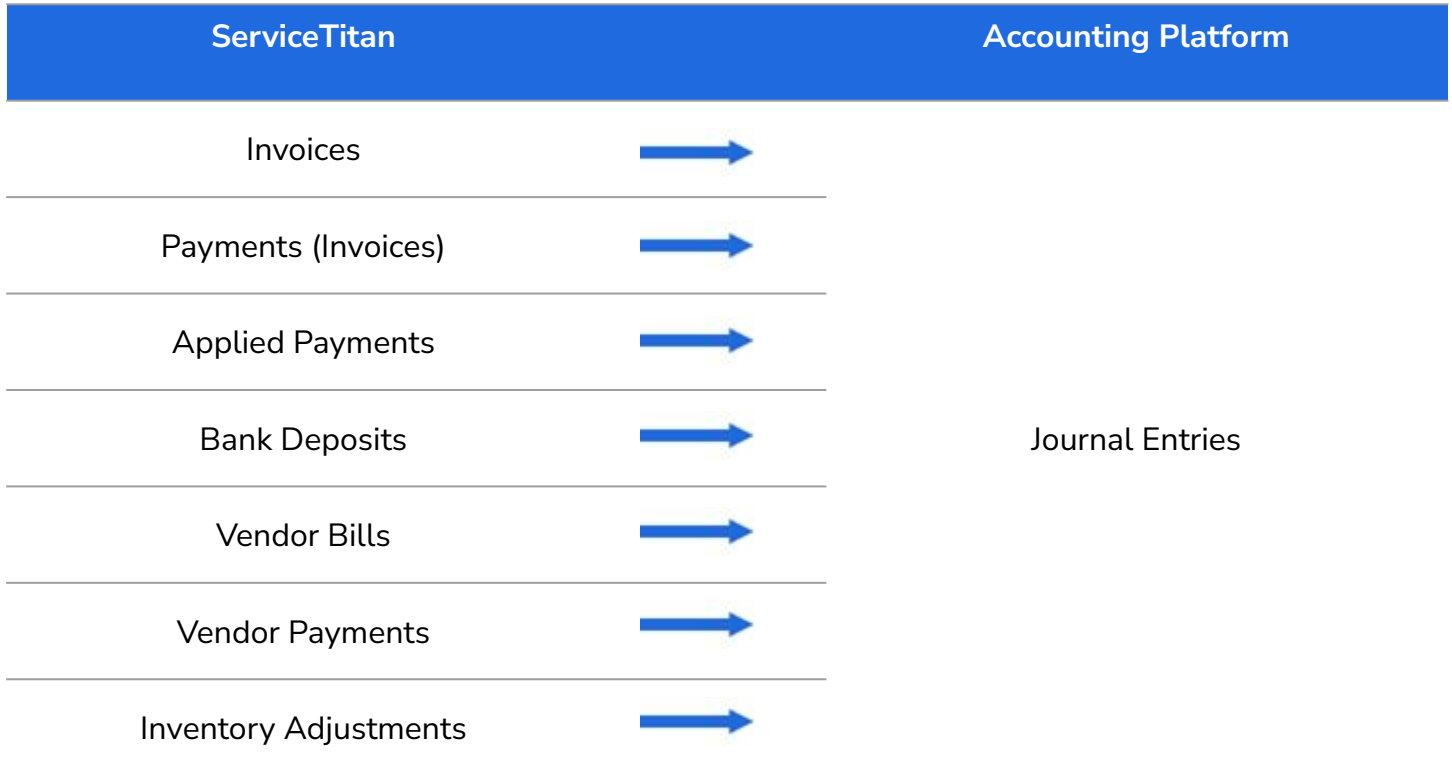 ServiceTitan
Accounting Platform
Invoices
Payments (Invoices)
Applied Payments
Bank Deposits
Journal Entries
Vendor Bills
Vendor Payments
Inventory Adjustments